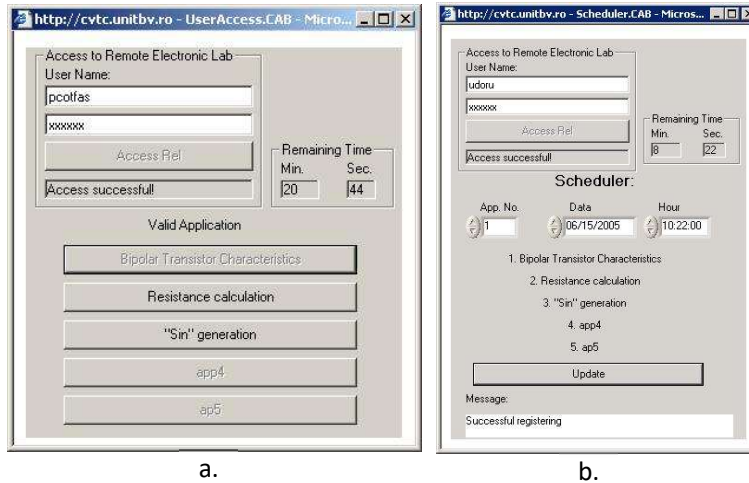 http://cvtc.unitbv.ro - UserAccess.CAB - Micro...
Access to Remote Electronic Lab
User Name:
pcotfas
xxxxxx
Access Rel
Access successful!
Remaining Time
Min. Sec.
20 44
Valid Application
Bipolar Transistor Characteristics
Resistance calculation
"Sin" generation
app4
ap5
a.
http://cvtc.unitbv.ro - Scheduler.CAB - Micros...
Access to Remote Electronic Lab
User Name:
udoru
xxxxxx
Access Rel
Access successful!
Remaining Time
Min. Sec.
8 22
Scheduler:
App. No. Data Hour
1 06/15/2005 10:22:00
1. Bipolar Transistor Characteristics
2. Resistance calculation
3. "Sin" generation
4. app4
5. ap5
Update
Message:
Successful registering
b.